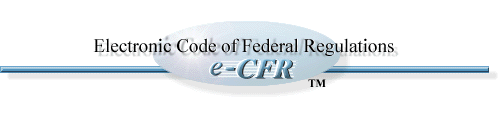 Electronic Code of Federal Regulations
e-CFR
TM